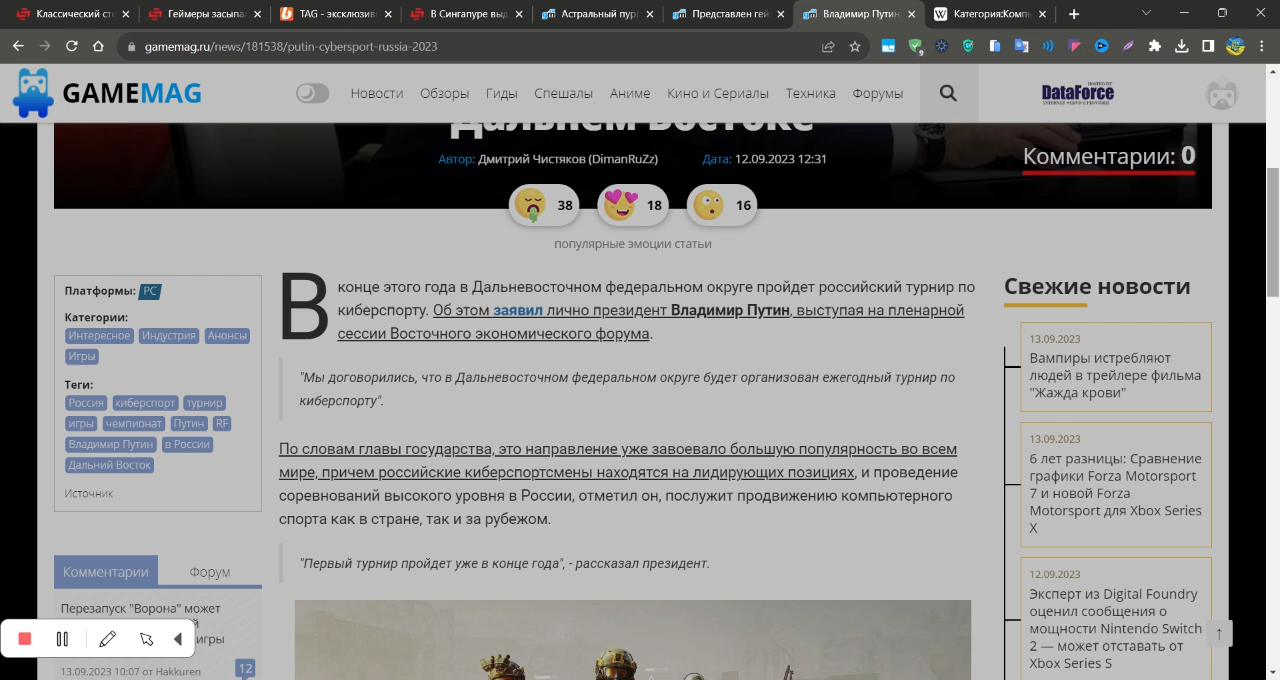 Классический сте
Геймеры засыпа
TAG - эксклюзив
В Сингапуре выд
Астральный пур
Представлен гей
Владимир Путин
Категория:Комп
gamemag.ru/news/181538/putin-cybersport-russia-2023
9
GAMEMAG
Новости
Обзоры
Гиды
Спешалы
Аниме
Кино и Сериалы
Техника
Форумы
HOSTED BY
DataForce
INTERNET SERVICE PROVIDER
Дальнем Востоке
Автор: Дмитрий Чистяков (DimanRuZz)
Дата: 12.09.2023 12:31
Комментарии: 0
38
18
16
популярные эмоции статьи
Платформы: PC
Категории:
Интересное Индустрия Анонсы
Игры
Теги:
Россия киберспорт турнир
игры чемпионат Путин RF
Владимир Путин в России
Дальний Восток
Источник
В конце этого года в Дальневосточном федеральном округе пройдет российский турнир по
киберспорту. Об этом заявил лично президент Владимир Путин, выступая на пленарной
сессии Восточного экономического форума.
"Мы договорились, что в Дальневосточном федеральном округе будет организован ежегодный турнир по
киберспорту".
По словам главы государства, это направление уже завоевало большую популярность во всем
мире, причем российские киберспортсмены находятся на лидирующих позициях, и проведение
соревнований высокого уровня в России, отметил он, послужит продвижению компьютерного
спорта как в стране, так и за рубежом.
"Первый турнир пройдет уже в конце года", - рассказал президент.
Свежие новости
13.09.2023
Вампиры истребляют
людей в трейлере фильма
"Жажда крови"
13.09.2023
6 лет разницы: Сравнение
графики Forza Motorsport
7 и новой Forza
Motorsport для Xbox Series
X
12.09.2023
Эксперт из Digital Foundry
оценил сообщения о
мощности Nintendo Switch
2 — может отставать от
Xbox Series S
Комментарии
Форум
Перезапуск "Ворона" может
й
игры
13.09.2023 10:07 от Hakkuren
12